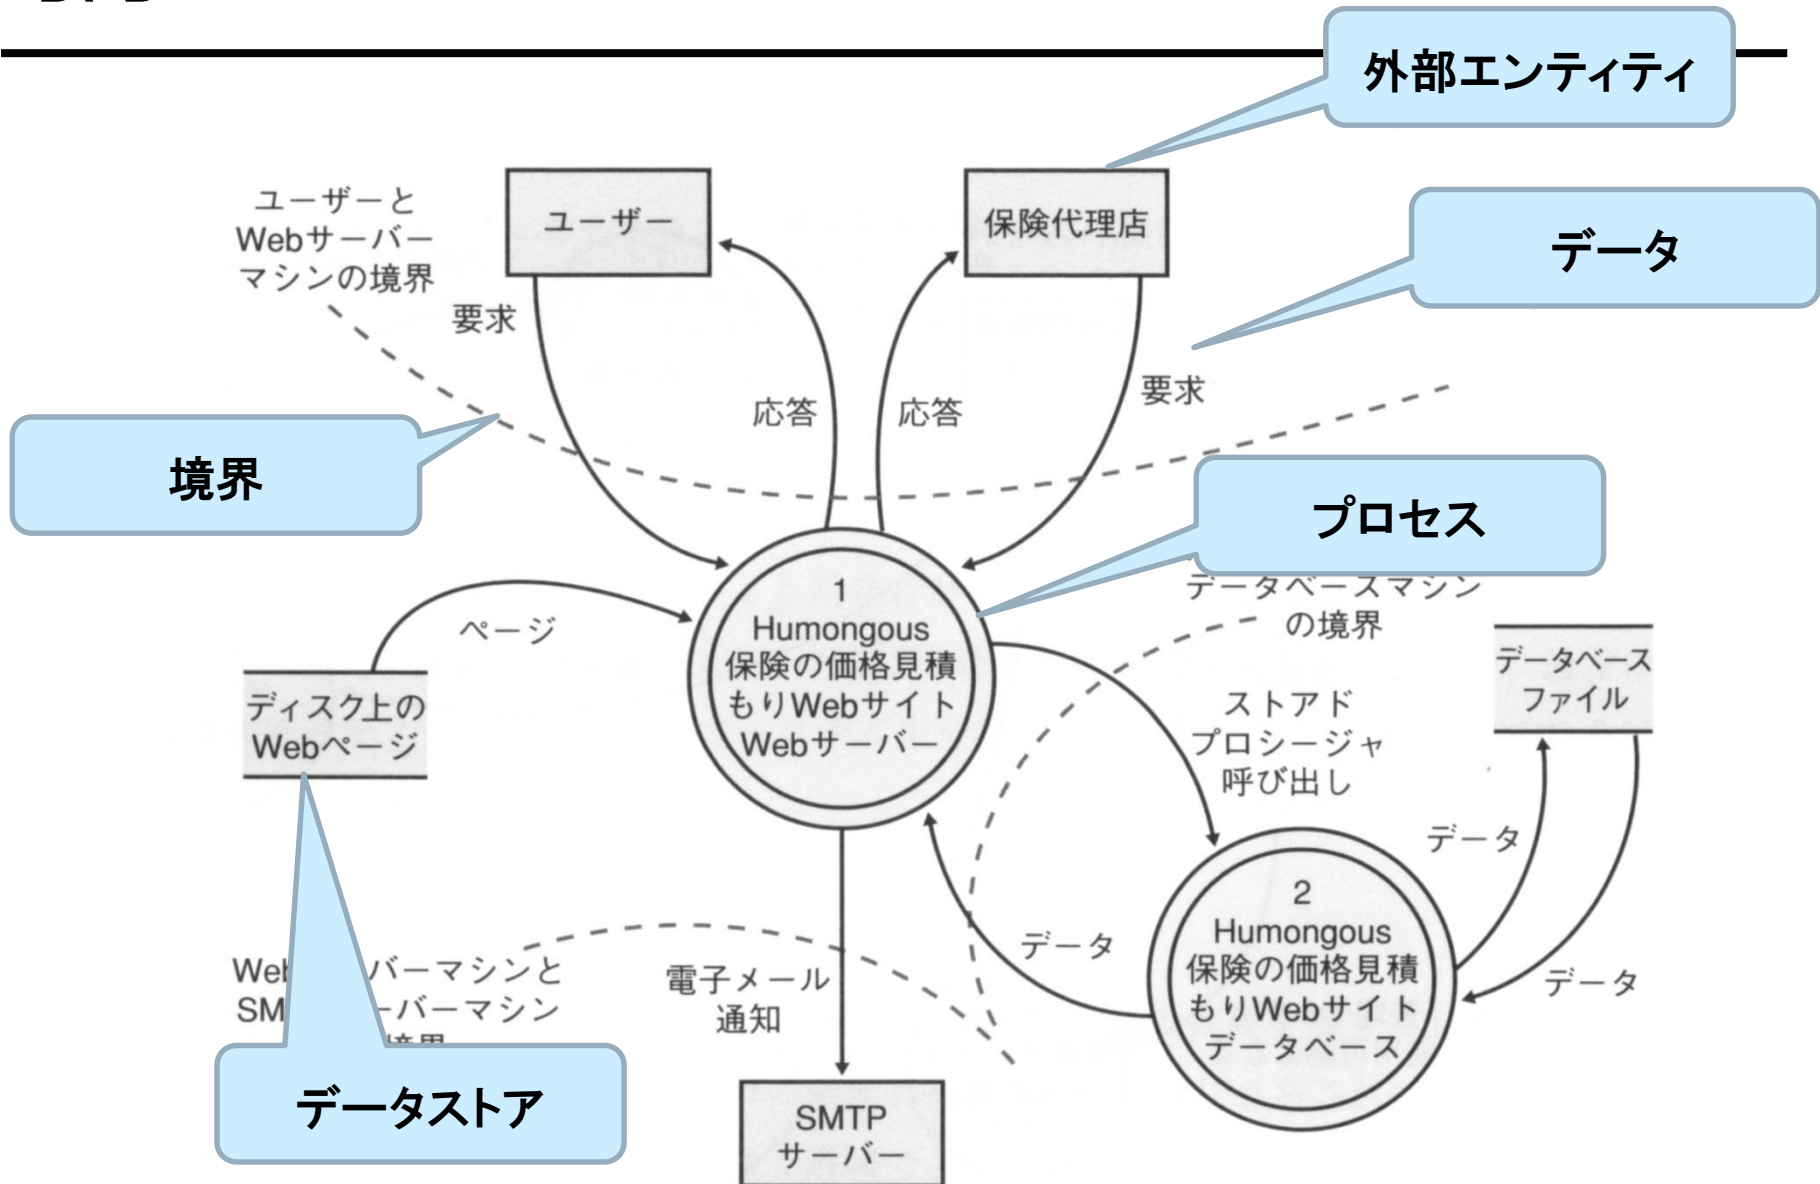 外部エンティティ
ユーザーと
Webサーバー
マシンの境界
ユーザー
保険代理店
データ
要求
応答
応答
要求
境界
プロセス
データベースマシン
の境界
1
Humongous
保険の価格見積
もりWebサイト
Webサーバー
ページ
ディスク上の
Webページ
データベース
ファイル
ストアド
プロシージャ
呼び出し
データ
2
Humongous
保険の価格見積
もりWebサイト
データベース
データ
データ
電子メール
通知
Web バーマシンと
SM ーバーマシン
データストア
SMTP
サーバー